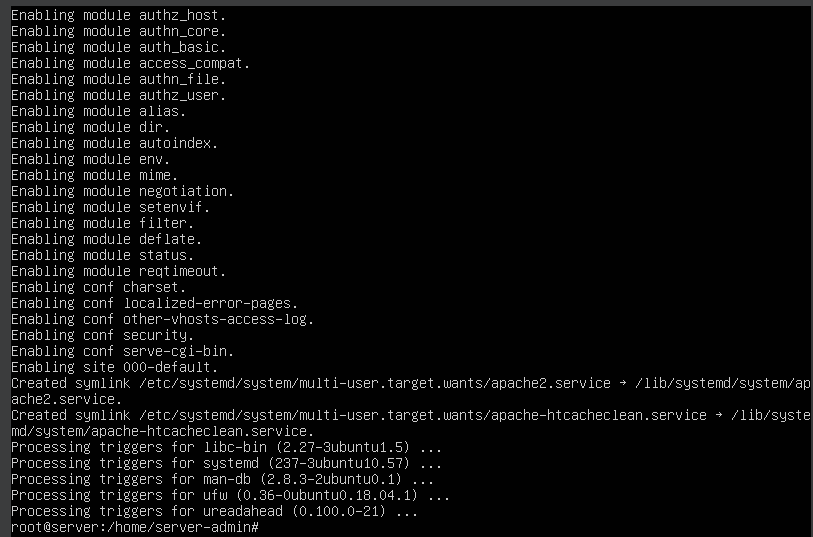 Enabling module authz_host.
Enabling module authn_core.
Enabling module auth_basic.
Enabling module access_compat.
Enabling module authn_file.
Enabling module authz_user.
Enabling module alias.
Enabling module dir.
Enabling module autoindex.
Enabling module env.
Enabling module mime.
Enabling module negotiation.
Enabling module setenvif.
Enabling module filter.
Enabling module deflate.
Enabling module status.
Enabling module reqtimeout.
Enabling conf charset.
Enabling conf localized-error-pages.
Enabling conf other-vhosts-access-log.
Enabling conf security.
Enabling conf serve-cgi-bin.
Enabling site 000-default.
Created symlink /etc/systemd/system/multi-user.target.wants/apache2.service → /lib/systemd/system/ap
ache2.service.
Created symlink /etc/systemd/system/multi-user.target.wants/apache-htcacheclean.service → /lib/syste
md/system/apache-htcacheclean.service.
Processing triggers for libc-bin (2.27-3ubuntu1.5) ...
Processing triggers for systemd (237-3ubuntu10.57) ...
Processing triggers for man-db (2.8.3-2ubuntu0.1) ...
Processing triggers for ufw (0.36-0ubuntu0.18.04.1) ...
Processing triggers for ureadahead (0.100.0-21) ...
root@server:/home/server-admin#